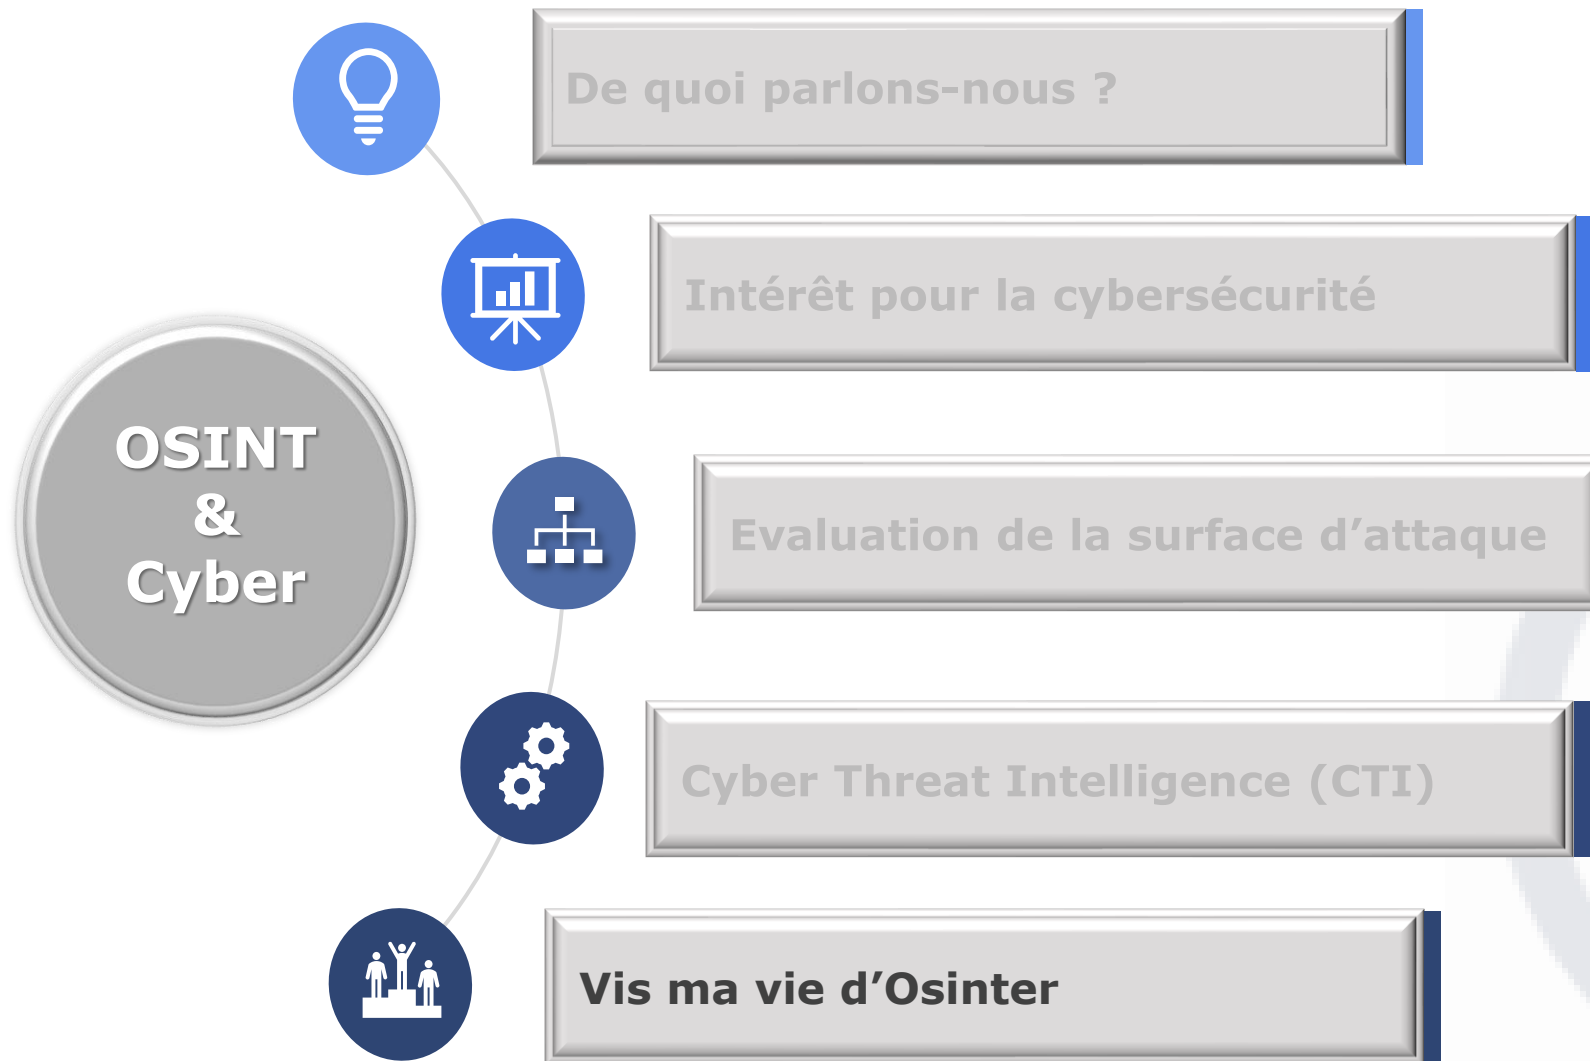 De quoi parlons-nous ?
Intérêt pour la cybersécurité
OSINT
&
Cyber
Evaluation de la surface d’attaque
Cyber Threat Intelligence (CTI)
Vis ma vie d’Osinter